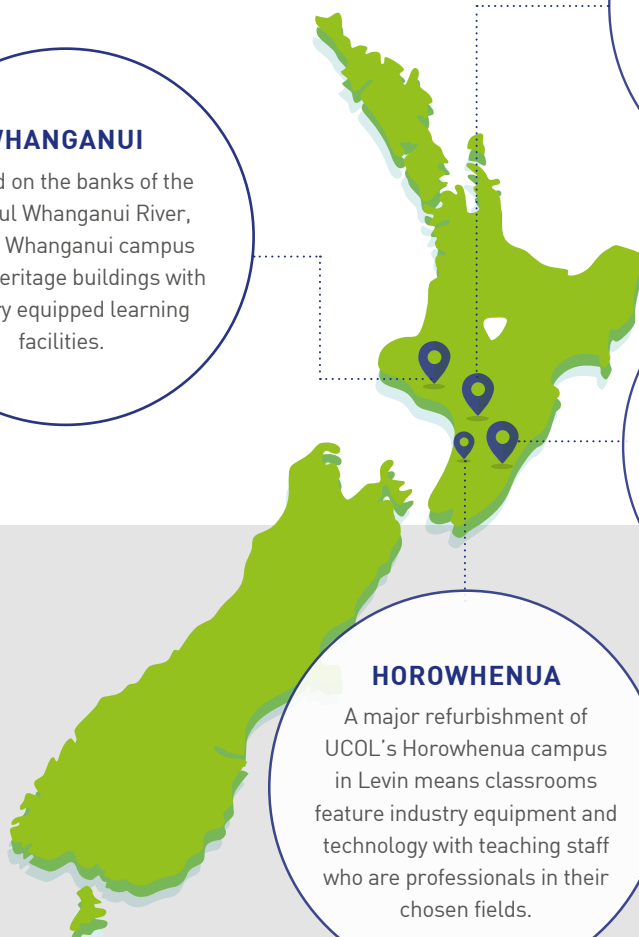 WHANGANUI
on the banks of the
Whanganui River,
Whanganui campus
buildings with
equipped learning
facilities.
HOROWHENUA
A major refurbishment of
UCOL's Horowhenua campus
in Levin means classrooms
feature industry equipment and
technology with teaching staff
who are professionals in their
chosen fields.